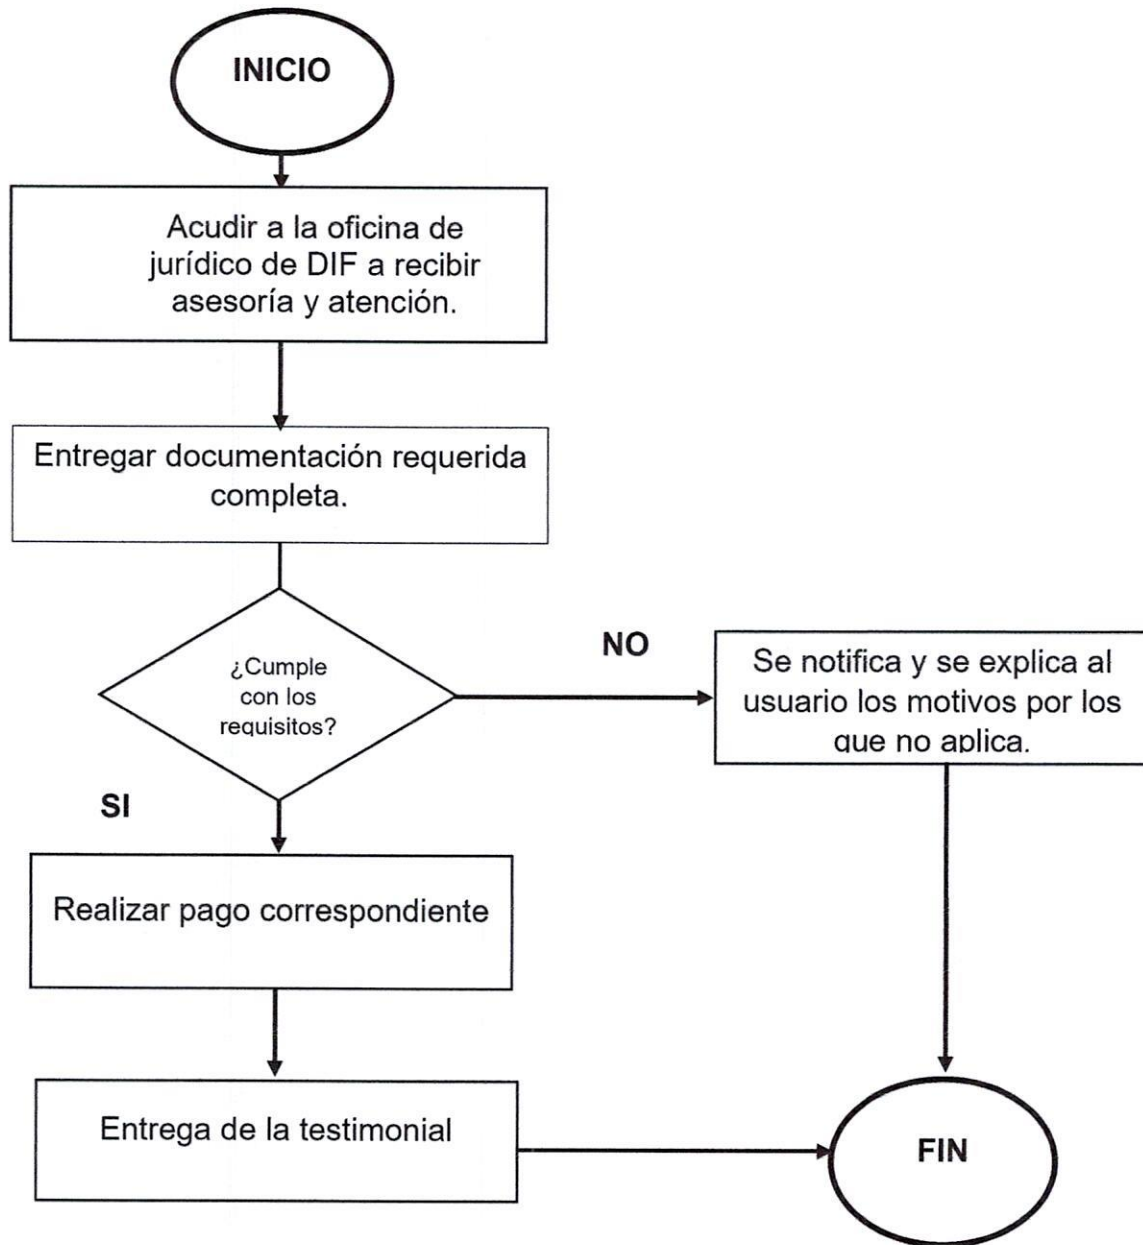 INICIO
Acudir a la oficina de
jurídico de DIF a recibir
asesoría y atención.
Entregar documentación requerida
completa.
¿Cumple
con los
requisitos?
NO
Se notifica y se explica al
usuario los motivos por los
que no aplica.
SI
Realizar pago correspondiente
Entrega de la testimonial
FIN